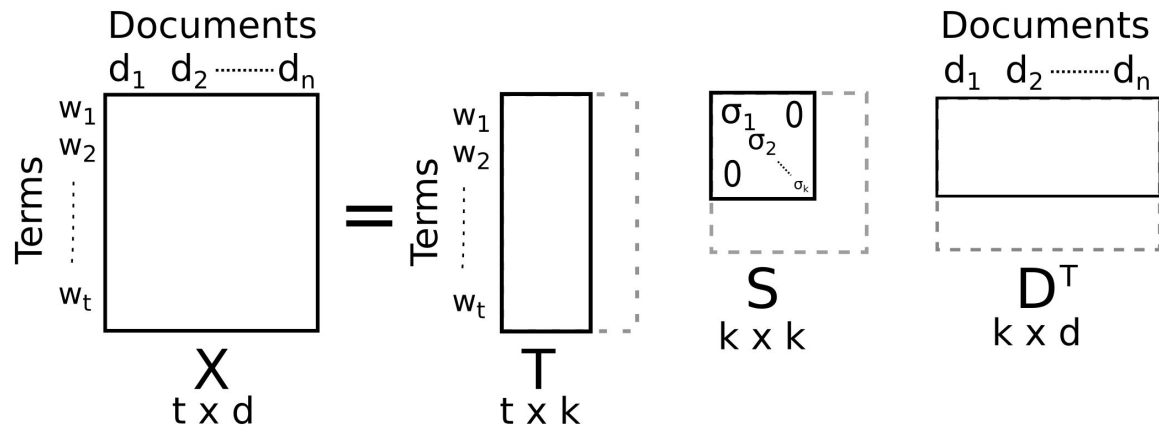 Documents
d1 d2 dn
Terms
w1
w2
wt
X
t x d
=
Terms
w1
w2
wt
T
t x k
σ1 0
σ2
0 σk
S
k x k
Documents
d1 d2 dn
D^T
k x d